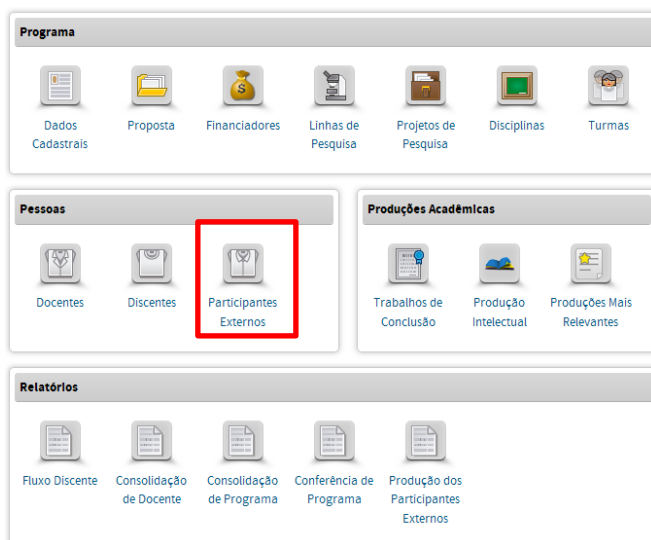 Programa
Dados Cadastrais
Proposta
Financiadores
Linhas de Pesquisa
Projetos de Pesquisa
Disciplinas
Turmas
Pessoas
Docentes
Discentes
Participantes Externos
Produções Acadêmicas
Trabalhos de Conclusão
Produção Intelectual
Produções Mais Relevantes
Relatórios
Fluxo Discente
Consolidação de Docente
Consolidação de Programa
Conferência de Programa
Produção dos Participantes Externos